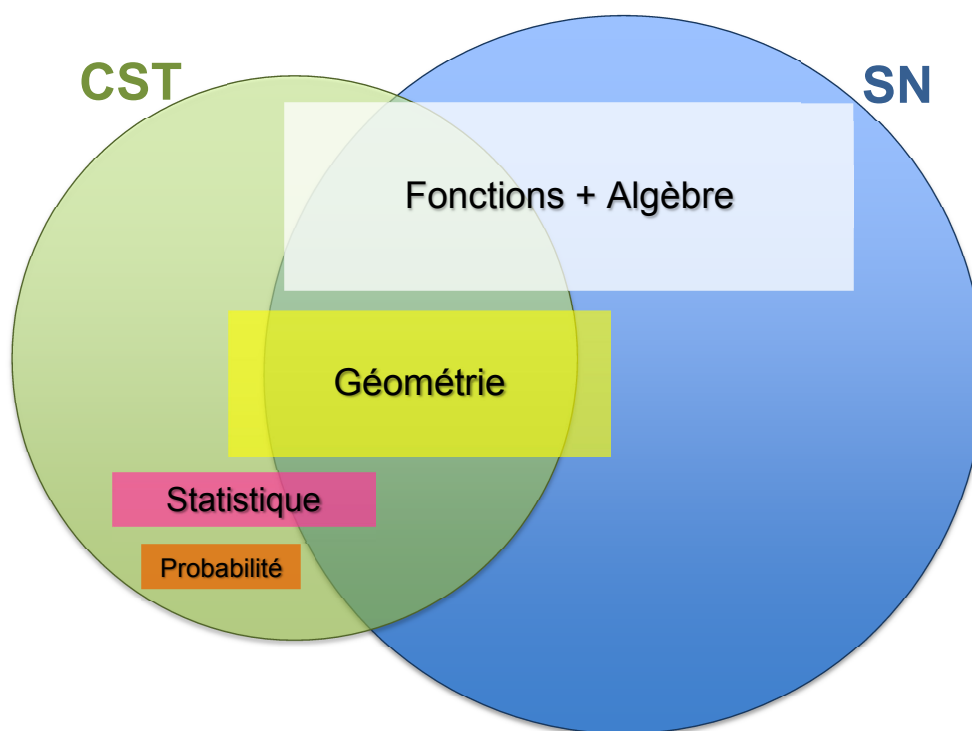 CST
SN
Fonctions + Algèbre
Géométrie
Statistique
Probabilité